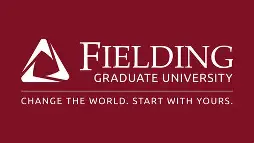 FIELDING
GRADUATE UNIVERSITY
CHANGE THE WORLD. START WITH YOURS.